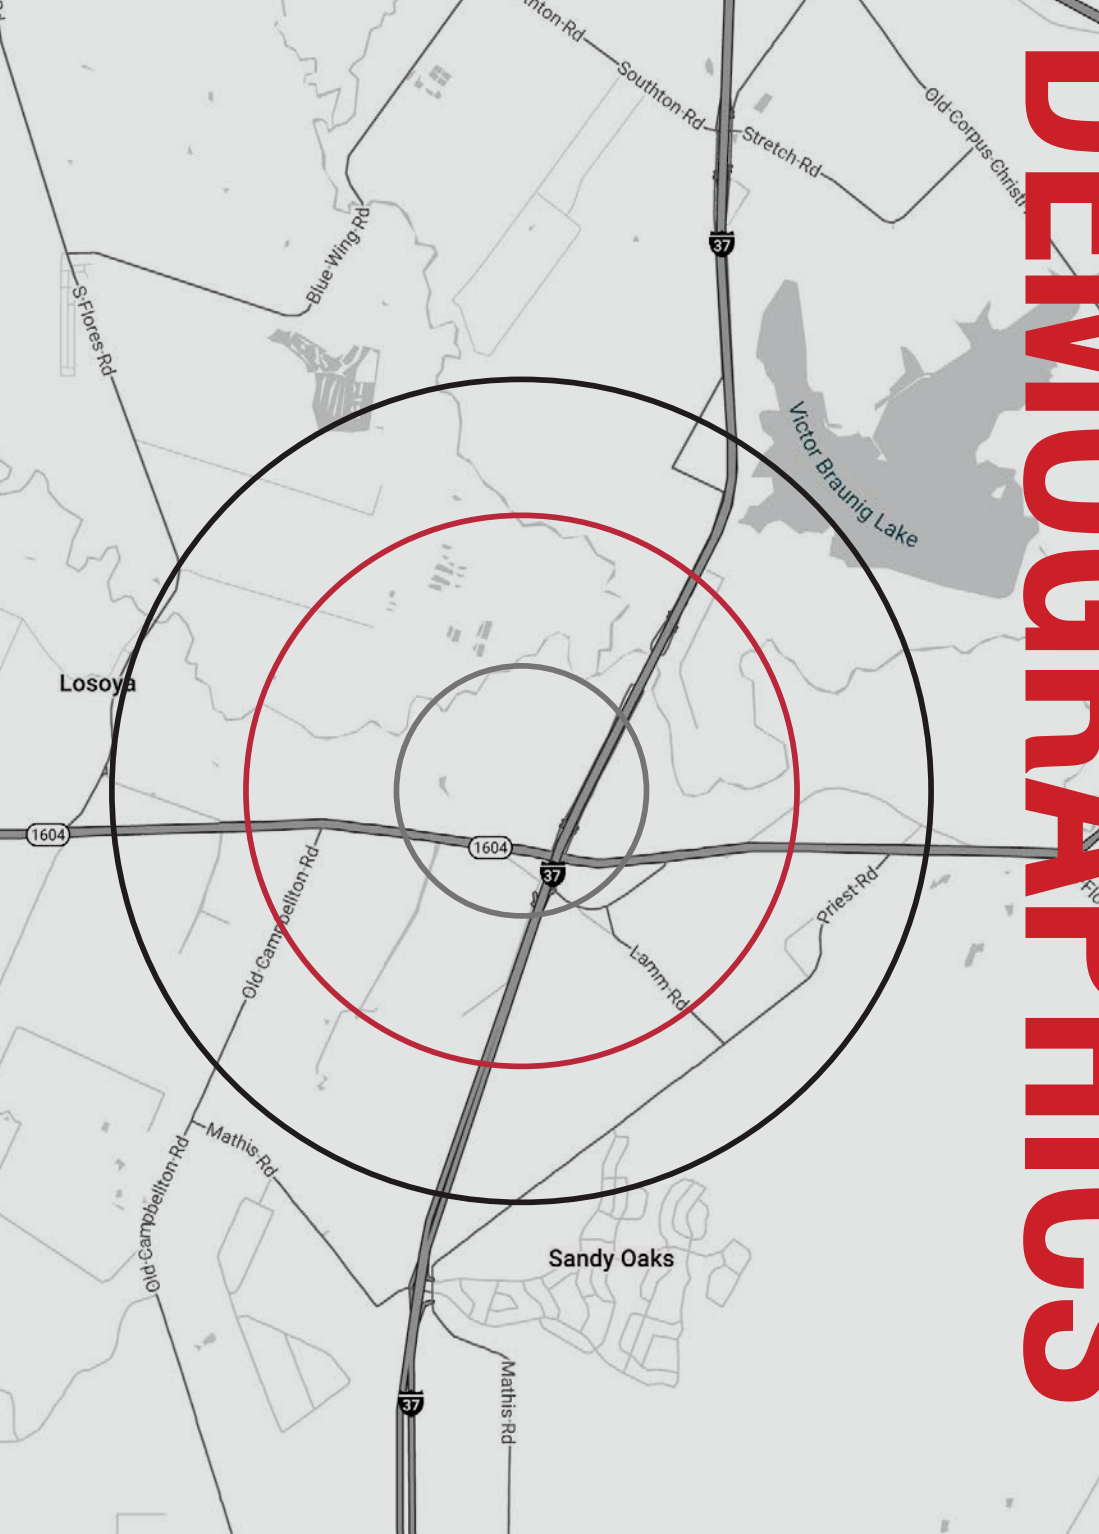 Southton Rd
Stretch Rd
Old Corpus Christi
37
Blue Wing Rd
S Flores Rd
Victor Braunig Lake
Losoya
1604
1604
37
Old Campbellton Rd
Priest Rd
Lamm Rd
Mathis Rd
Old Campbellton Rd
Sandy Oaks
Mathis Rd
37
DEMOGRAPHICS